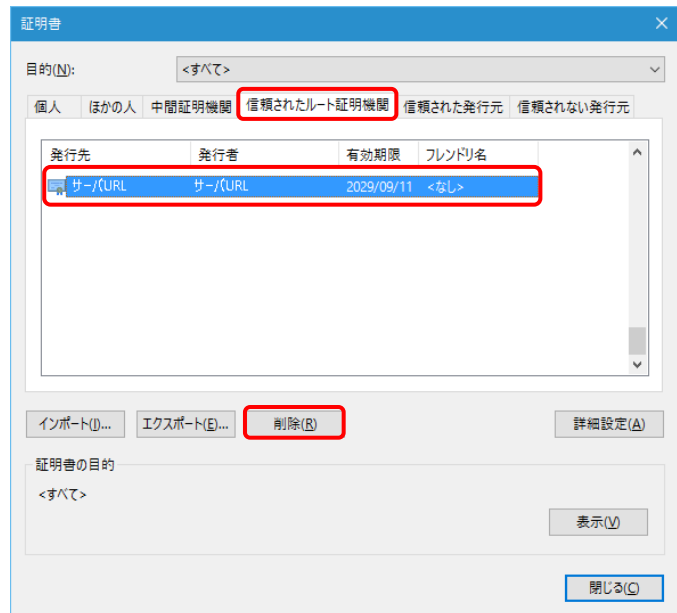 証明書
目的(N): <すべて>
個人 ほかの人 中間証明機関 信頼されたルート証明機関 信頼された発行元 信頼されない発行元
発行先 発行者 有効期限 フレンドリ名
サーバURL サーバURL 2029/09/11 <なし>
インポート(I)... エクスポート(E)... 削除(R) 詳細設定(A)
証明書の目的
<すべて>
表示(V)
閉じる(C)